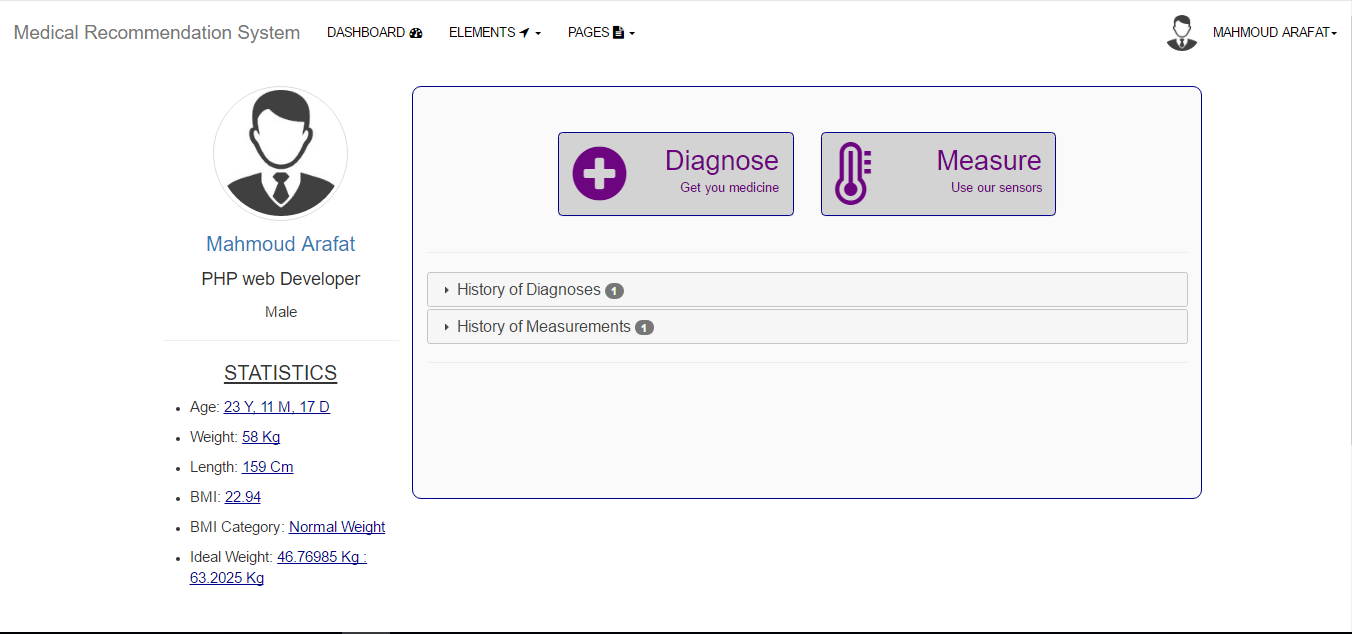 Medical Recommendation System DASHBOARD ELEMENTS PAGES MAHMOUD ARAFAT
Mahmoud Arafat
PHP web Developer
Male
STATISTICS
Age: 23 Y, 11 M, 17 D
Weight: 58 Kg
Length: 159 Cm
BMI: 22.94
BMI Category: Normal Weight
Ideal Weight: 46.76985 Kg :
63.2025 Kg
Diagnose
Get you medicine
Measure
Use our sensors
History of Diagnoses 1
History of Measurements 1